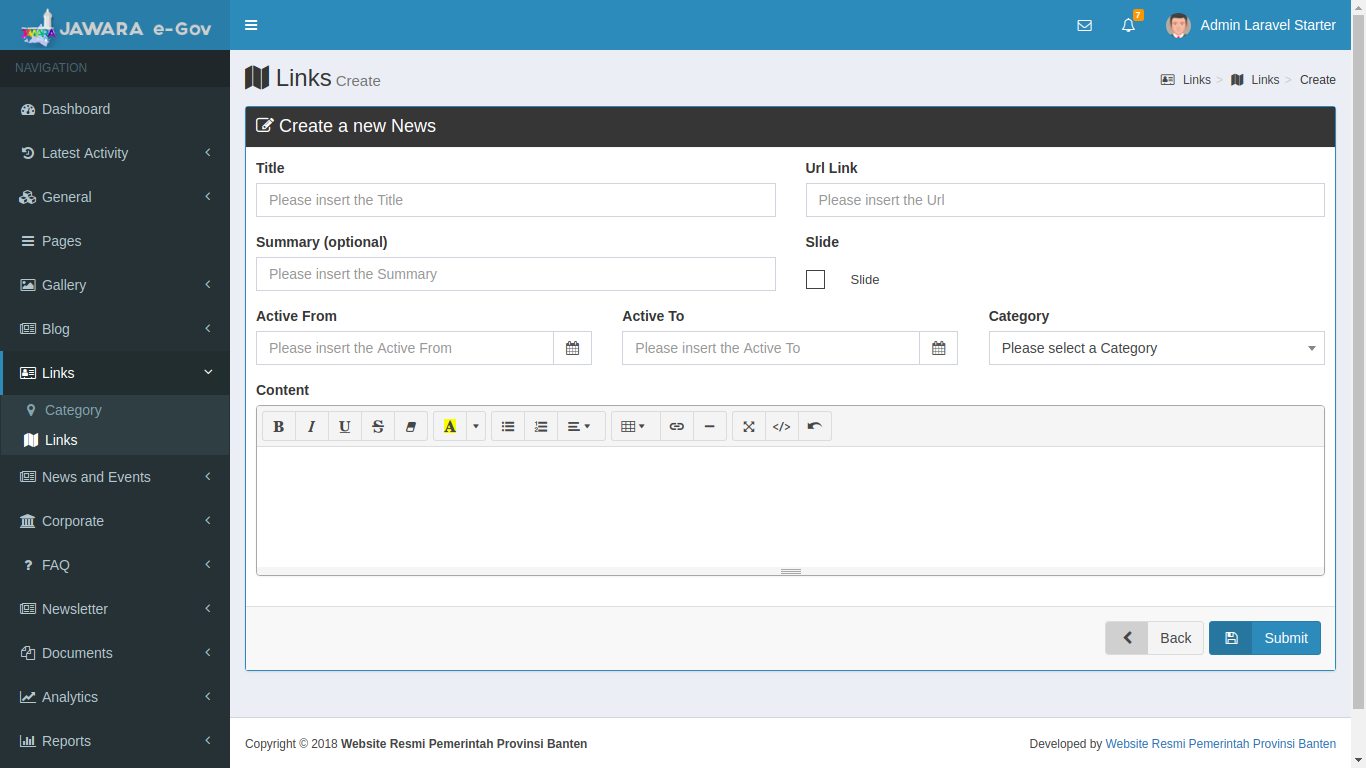 JAWARA e-Gov
7
Admin Laravel Starter
NAVIGATION
Dashboard
Latest Activity
General
Pages
Gallery
Blog
Links
Category
Links
News and Events
Corporate
FAQ
Newsletter
Documents
Analytics
Reports
Links Create
Links > Links > Create
Create a new News
Title
Url Link
Please insert the Title
Please insert the Url
Summary (optional)
Slide
Please insert the Summary
Slide
Active From
Active To
Category
Please insert the Active From
Please insert the Active To
Please select a Category
Content
B I U S A </>
Back
Submit
Copyright © 2018 Website Resmi Pemerintah Provinsi Banten
Developed by Website Resmi Pemerintah Provinsi Banten